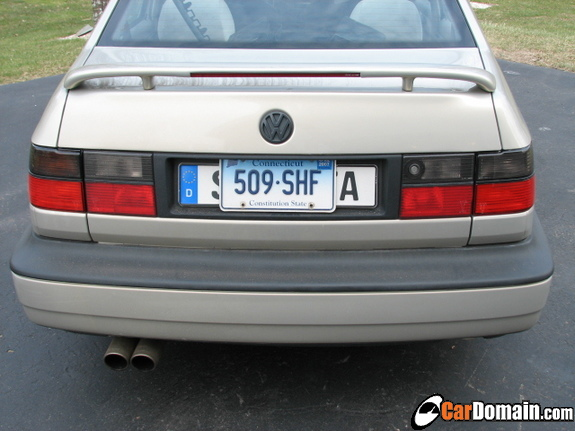 Connecticut
509·SHF
Constitution State
D
S
A
CarDomain.com